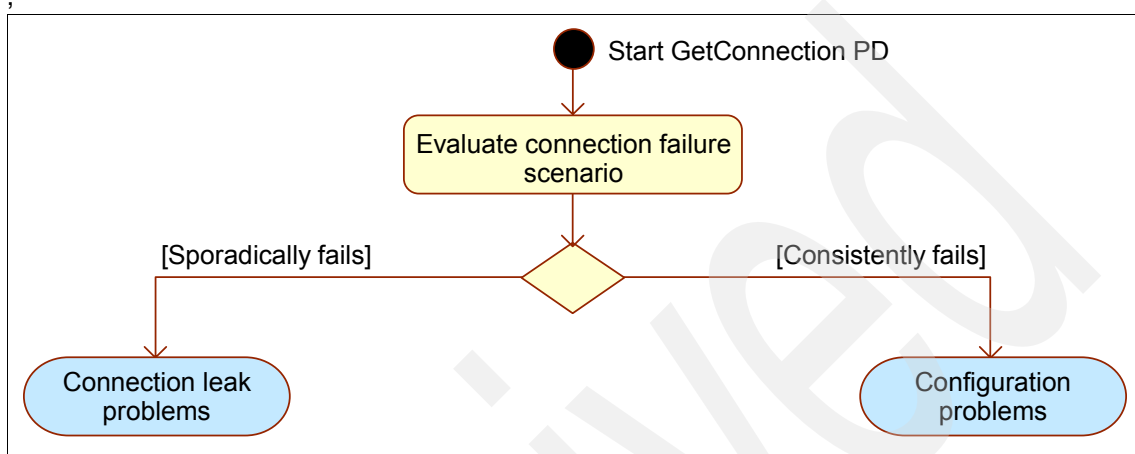 Start GetConnection PD
Evaluate connection failure
scenario
[Sporadically fails]
[Consistently fails]
Connection leak
problems
Configuration
problems